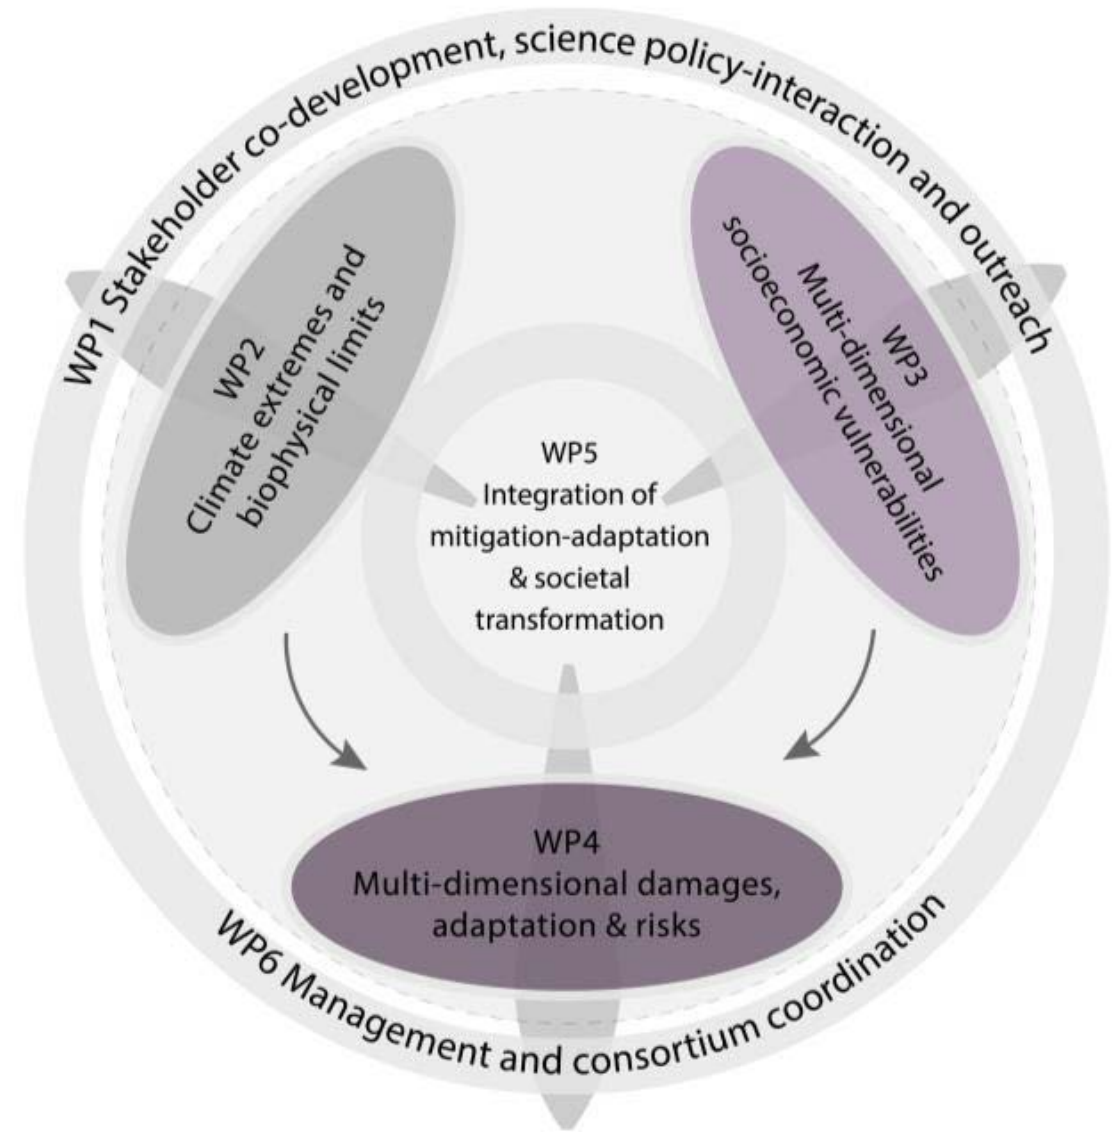 WP1 Stakeholder co-development, science policy-interaction and outreach
WP2
Climate extremes and
biophysical limits
WP3
Multi-dimensional
socioeconomic vulnerabilities
WP5
Integration of
mitigation-adaptation
& societal
transformation
WP4
Multi-dimensional damages,
adaptation & risks
WP6 Management and consortium coordination